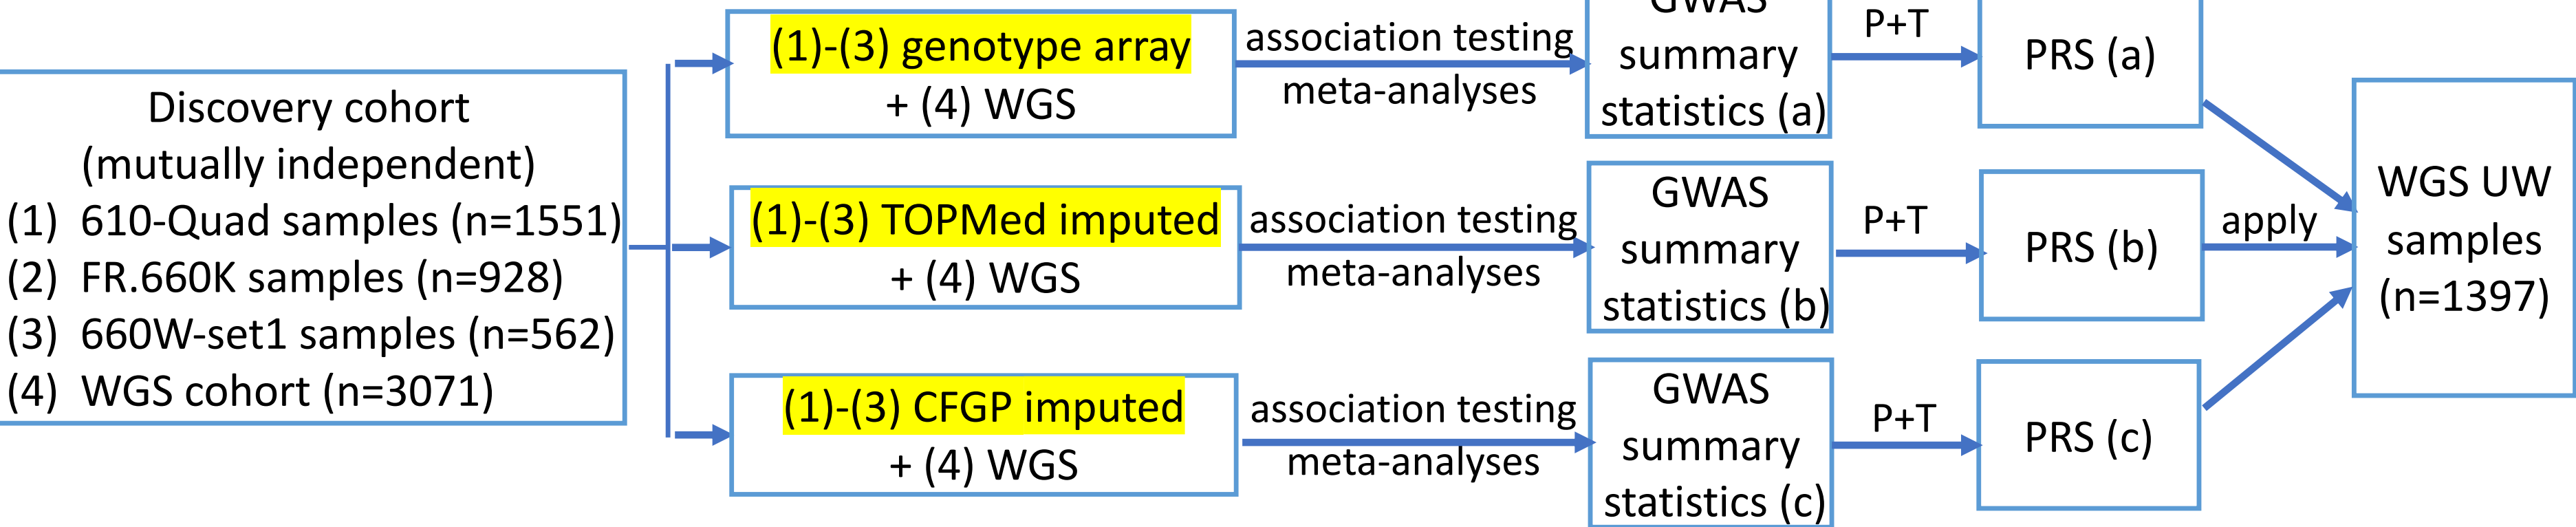 Discovery cohort
(mutually independent)
(1) 610-Quad samples (n=1551)
(2) FR.660K samples (n=928)
(3) 660W-set1 samples (n=562)
(4) WGS cohort (n=3071)
(1)-(3) genotype array
+ (4) WGS
association testing
meta-analyses
GWAS
summary
statistics (a)
P+T
PRS (a)
(1)-(3) TOPMed imputed
+ (4) WGS
association testing
meta-analyses
GWAS
summary
statistics (b)
P+T
PRS (b)
apply
(1)-(3) CFGP imputed
+ (4) WGS
association testing
meta-analyses
GWAS
summary
statistics (c)
P+T
PRS (c)
WGS UW
samples
(n=1397)